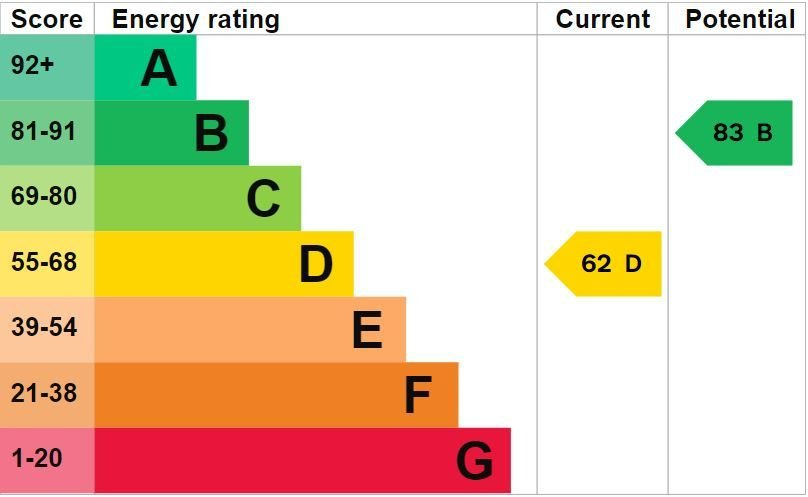 Score Energy rating Current Potential
92+ A
81-91 B 83 B
69-80 C
55-68 D 62 D
39-54 E
21-38 F
1-20 G